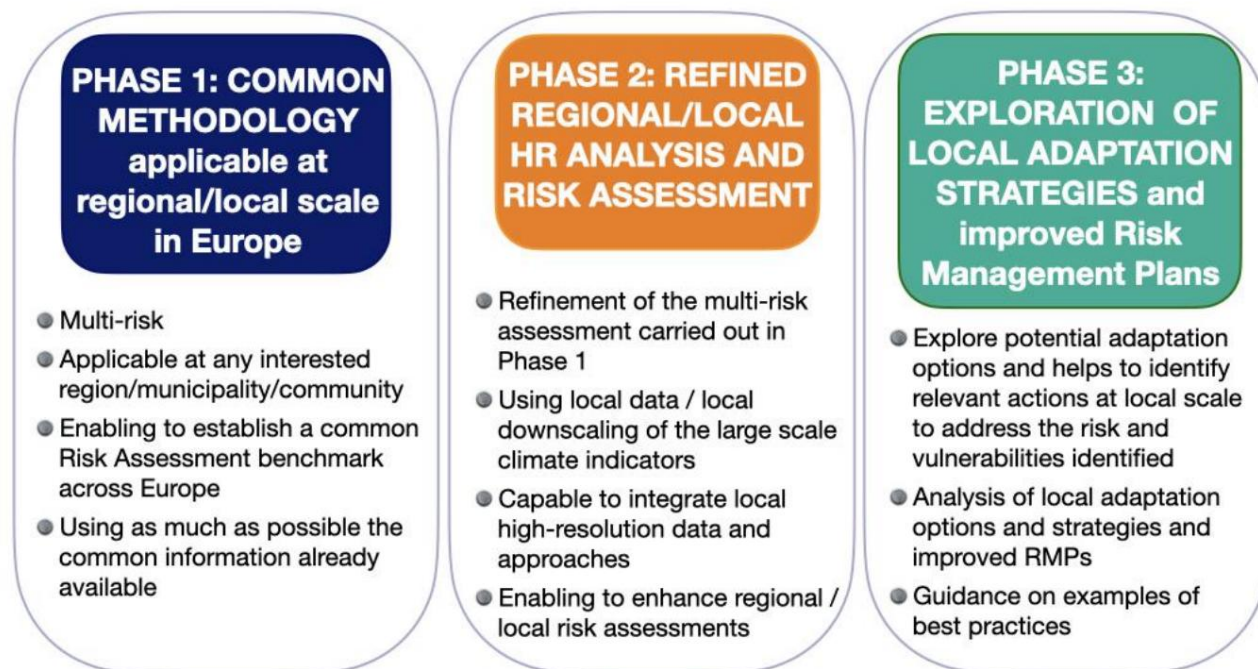 PHASE 1: COMMON
METHODOLOGY
applicable at
regional/local scale
in Europe
Multi-risk
Applicable at any interested
region/municipality/community
Enabling to establish a common
Risk Assessment benchmark
across Europe
Using as much as possible the
common information already
available
PHASE 2: REFINED
REGIONAL/LOCAL
HR ANALYSIS AND
RISK ASSESSMENT
Refinement of the multi-risk
assessment carried out in
Phase 1
Using local data / local
downscaling of the large scale
climate indicators
Capable to integrate local
high-resolution data and
approaches
Enabling to enhance regional /
local risk assessments
PHASE 3:
EXPLORATION OF
LOCAL ADAPTATION
STRATEGIES and
improved Risk
Management Plans
Explore potential adaptation
options and helps to identify
relevant actions at local scale
to address the risk and
vulnerabilities identified
Analysis of local adaptation
options and strategies and
improved RMPs
Guidance on examples of
best practices